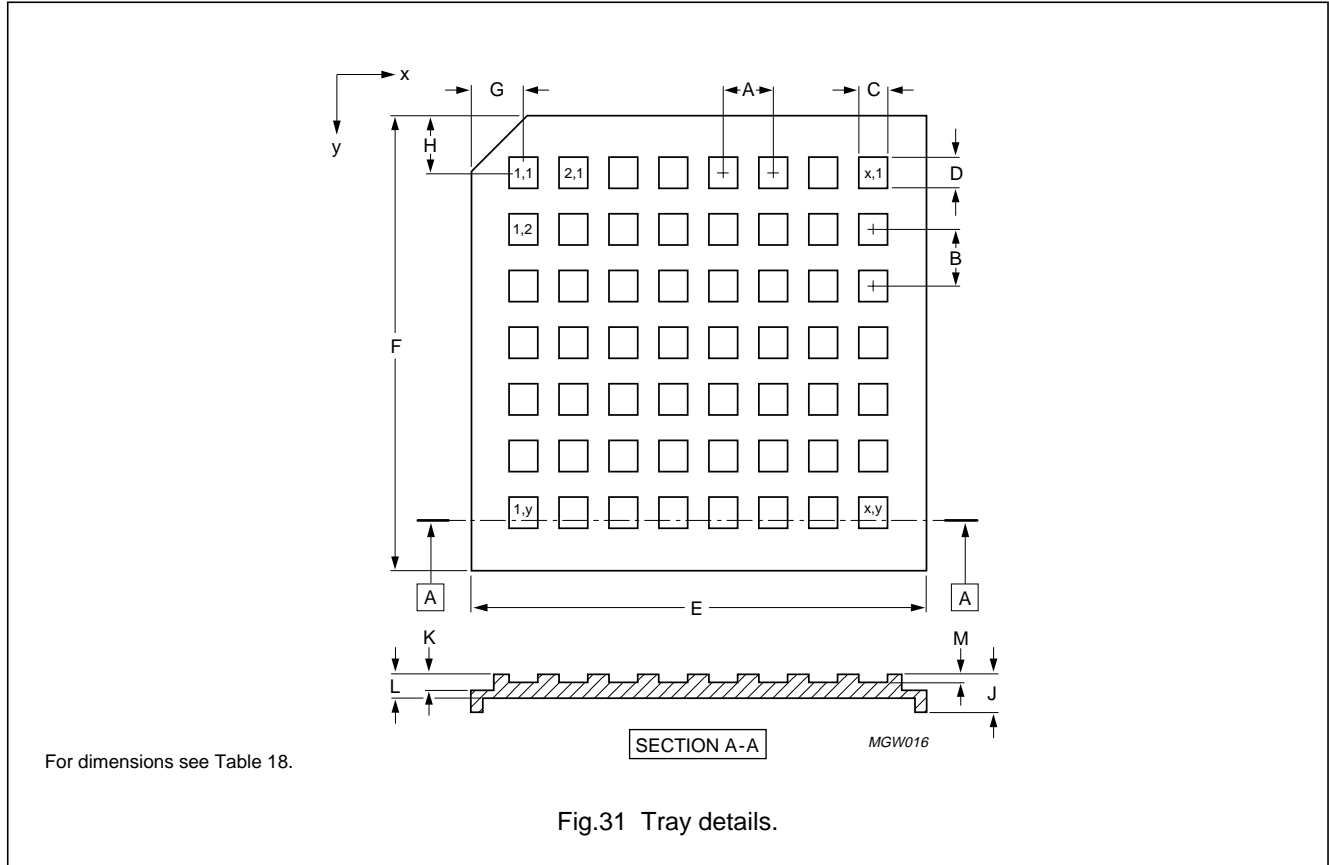 x
G
A
C
y
H
D
1,1
2,1
x,1
1,2
B
F
1,y
x,y
A
A
E
K
M
L
J
SECTION A-A
MGW016
For dimensions see Table 18.
Fig.31 Tray details.